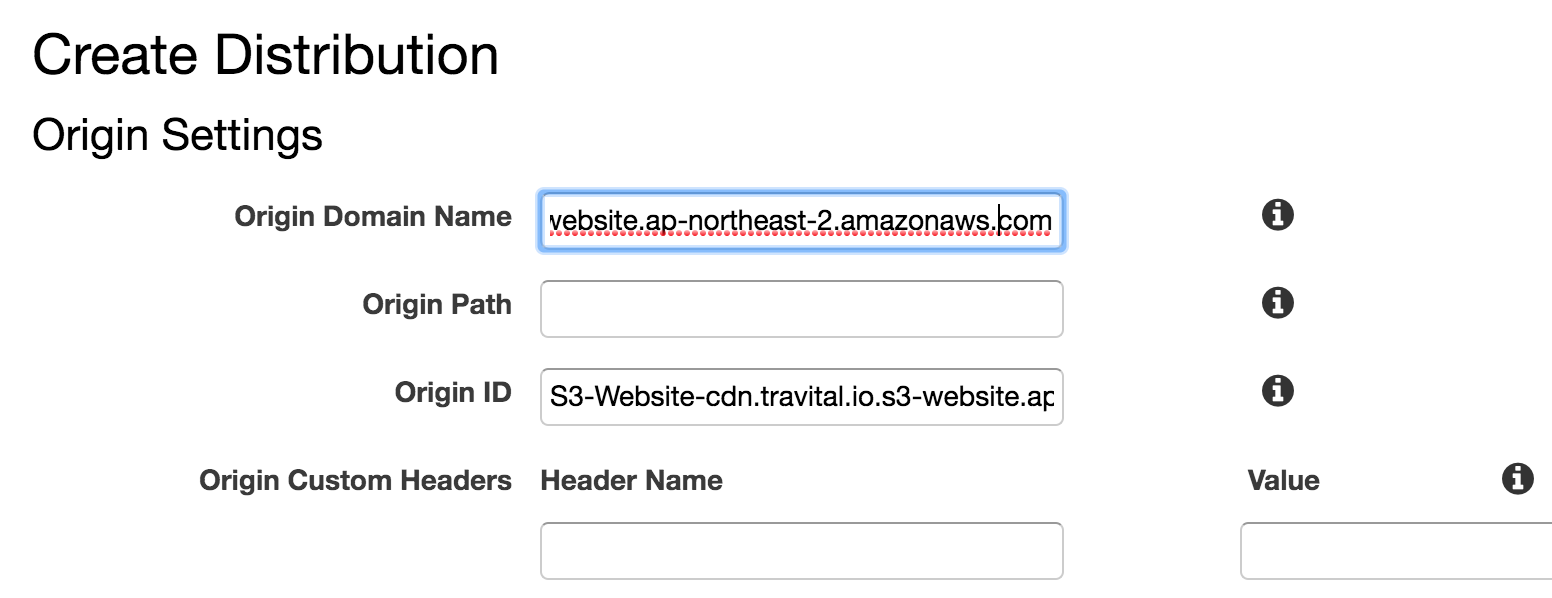 Create Distribution
Origin Settings
Origin Domain Name website.ap-northeast-2.amazonaws.com
Origin Path
Origin ID S3-Website-cdn.travital.io.s3-website.ap
Origin Custom Headers Header Name Value